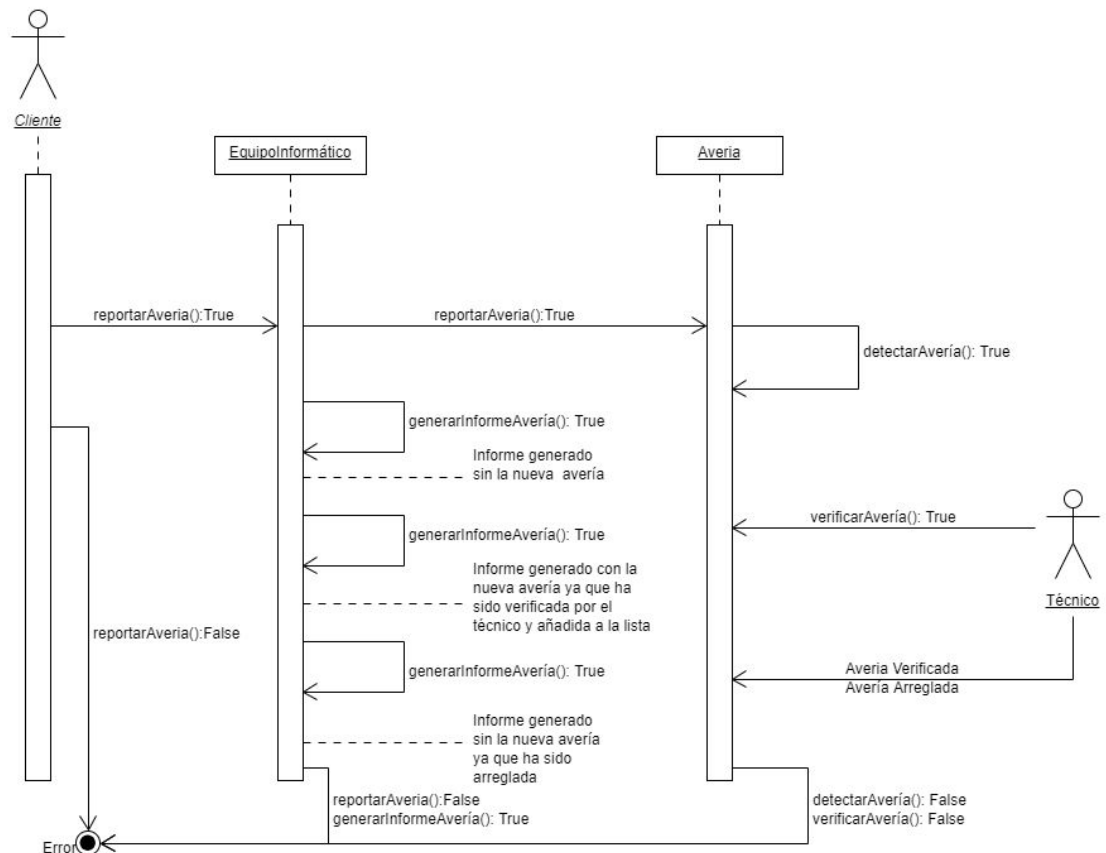 Cliente
EquipoInformático
Averia
reportarAveria():True
reportarAveria():True
detectarAvería(): True
generarInformeAvería(): True
Informe generado
sin la nueva avería
verificarAvería(): True
generarInformeAvería(): True
Informe generado con la
nueva avería ya que ha
sido verificada por el
técnico y añadida a la lista
Técnico
reportarAveria():False
generarInformeAvería(): True
Averia Verificada
Avería Arreglada
Informe generado
sin la nueva avería
ya que ha sido
arreglada
reportarAveria():False
generarInformeAvería(): True
detectarAvería(): False
verificarAvería(): False
Error